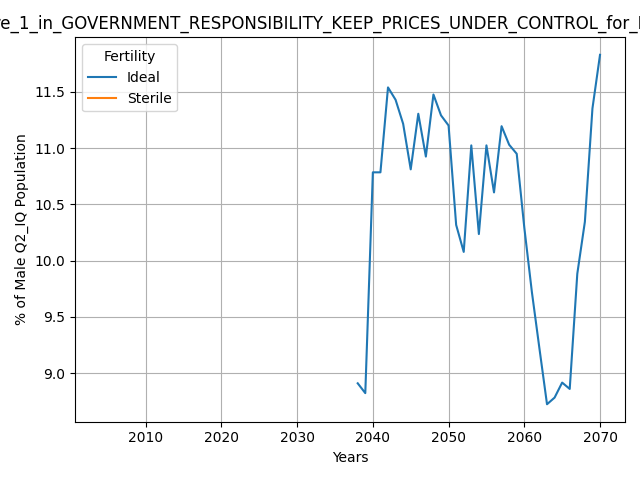 e_1_in_GOVERNMENT_RESPONSIBILITY_KEEP_PRICES_UNDER_CONTROL_for_
Fertility
Ideal
Sterile
% of Male Q2_IQ Population
11.5
11.0
10.5
10.0
9.5
9.0
2010 2020 2030 2040 2050 2060 2070
Years